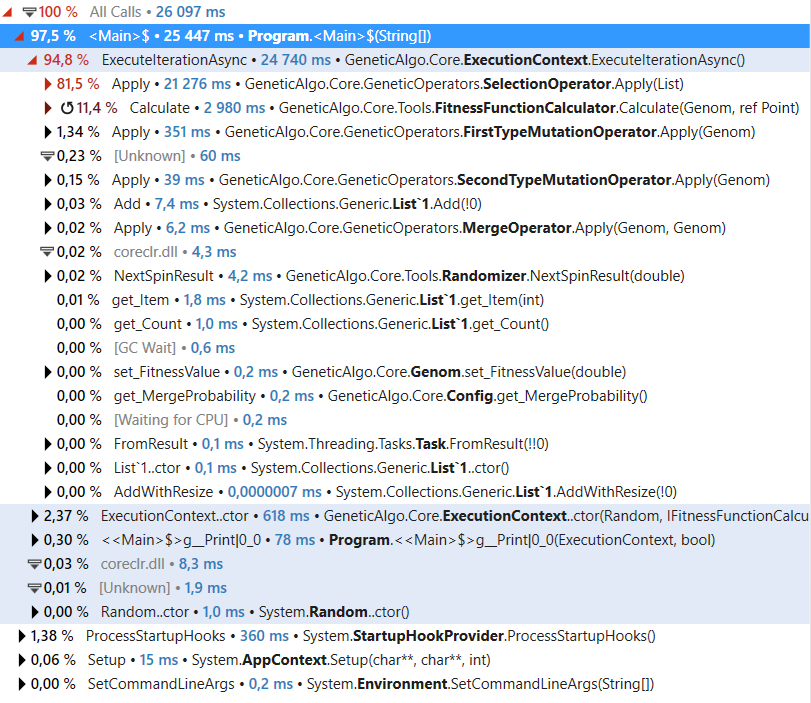 100 % All Calls • 26 097 ms
97,5 % <Main>$ • 25 447 ms • Program.<Main>$(String[])
94,8 % ExecuteIterationAsync • 24 740 ms • GeneticAlgo.Core.ExecutionContext.ExecuteIterationAsync()
81,5 % Apply • 21 276 ms • GeneticAlgo.Core.GeneticOperators.SelectionOperator.Apply(List)
11,4 % Calculate • 2 980 ms • GeneticAlgo.Core.Tools.FitnessFunctionCalculator.Calculate(Genom, ref Point)
1,34 % Apply • 351 ms • GeneticAlgo.Core.GeneticOperators.FirstTypeMutationOperator.Apply(Genom)
0,23 % [Unknown] • 60 ms
0,15 % Apply • 39 ms • GeneticAlgo.Core.GeneticOperators.SecondTypeMutationOperator.Apply(Genom)
0,03 % Add • 7,4 ms • System.Collections.Generic.List`1.Add(!0)
0,02 % Apply • 6,2 ms • GeneticAlgo.Core.GeneticOperators.MergeOperator.Apply(Genom, Genom)
0,02 % coreclr.dll • 4,3 ms
0,02 % NextSpinResult • 4,2 ms • GeneticAlgo.Core.Tools.Randomizer.NextSpinResult(double)
0,01 % get_Item • 1,8 ms • System.Collections.Generic.List`1.get_Item(int)
0,00 % get_Count • 1,0 ms • System.Collections.Generic.List`1.get_Count()
0,00 % [GC Wait] • 0,6 ms
0,00 % set_FitnessValue • 0,2 ms • GeneticAlgo.Core.Genom.set_FitnessValue(double)
0,00 % get_MergeProbability • 0,2 ms • GeneticAlgo.Core.Config.get_MergeProbability()
0,00 % [Waiting for CPU] • 0,2 ms
0,00 % FromResult • 0,1 ms • System.Threading.Tasks.Task.FromResult(!!0)
0,00 % List`1..ctor • 0,1 ms • System.Collections.Generic.List`1..ctor()
0,00 % AddWithResize • 0,0000007 ms • System.Collections.Generic.List`1.AddWithResize(!0)
2,37 % ExecutionContext..ctor • 618 ms • GeneticAlgo.Core.ExecutionContext..ctor(Random, IFitnessFunctionCalcu
0,30 % <<Main>$>g__Print|0_0 • 78 ms • Program.<<Main>$>g__Print|0_0(ExecutionContext, bool)
0,03 % coreclr.dll • 8,3 ms
0,01 % [Unknown] • 1,9 ms
0,00 % Random..ctor • 1,0 ms • System.Random..ctor()
1,38 % ProcessStartupHooks • 360 ms • System.StartupHookProvider.ProcessStartupHooks()
0,06 % Setup • 15 ms • System.AppContext.Setup(char**, char**, int)
0,00 % SetCommandLineArgs • 0,2 ms • System.Environment.SetCommandLineArgs(String[])